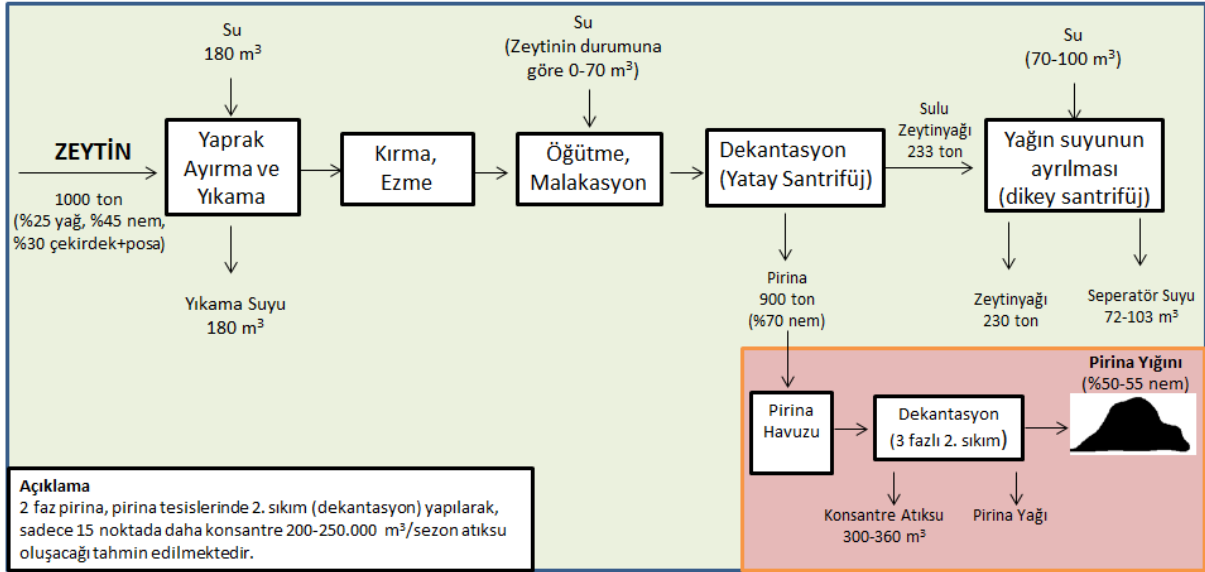 Su
180 m³
Su
(Zeytinin durumuna
göre 0-70 m³)
Su
(70-100 m³)
ZEYTİN
1000 ton
(%25 yağ, %45 nem,
%30 çekirdek+posa)
Yaprak
Ayırma ve
Yıkama
Kırma,
Ezme
Öğütme,
Malakasyon
Dekantasyon
(Yatay Santrifüj)
Sulu
Zeytinyağı
233 ton
Yağın suyunun
ayrılması
(dikey santrifüj)
Yıkama Suyu
180 m³
Pirina
900 ton
(%70 nem)
Zeytinyağı
230 ton
Seperatör Suyu
72-103 m³
Pirina
Havuzu
Dekantasyon
(3 fazlı 2. sıkım)
Pirina Yığını
(%50-55 nem)
Konsantre Atıksu
300-360 m³
Pirina Yağı
Açıklama
2 faz pirina, pirina tesislerinde 2. sıkım (dekantasyon) yapılarak,
sadece 15 noktada daha konsantre 200-250.000 m³/sezon atıksu
oluşacağı tahmin edilmektedir.